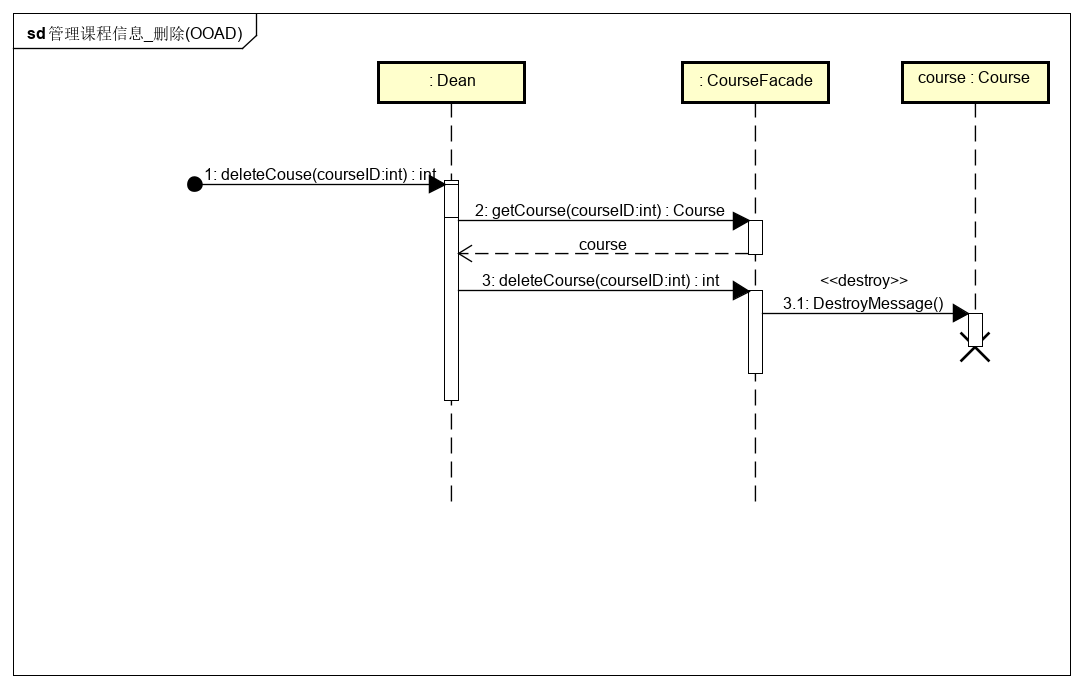 sd 管理课程信息_删除(OOAD)
: Dean
: CourseFacade
course : Course
1: deleteCouse(courseID:int) : int
2: getCourse(courseID:int) : Course
course
3: deleteCourse(courseID:int) : int
<<destroy>>
3.1: DestroyMessage()